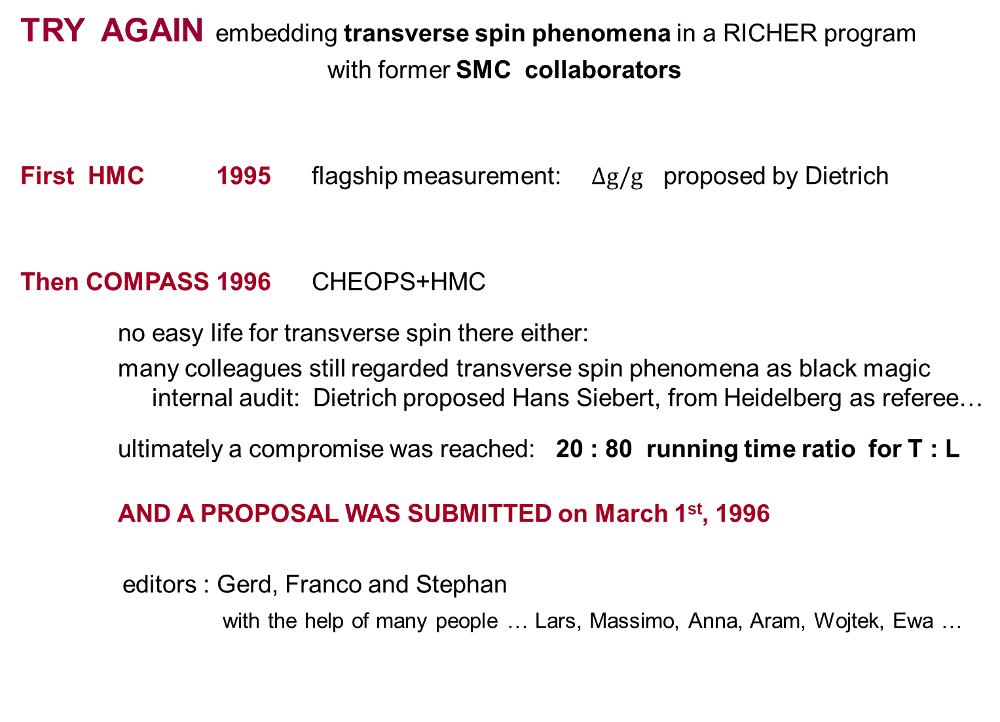 TRY AGAIN embedding transverse spin phenomena in a RICHER program
with former SMC collaborators
First HMC 1995 flagship measurement: Δg/g proposed by Dietrich
Then COMPASS 1996 CHEOPS+HMC
no easy life for transverse spin there either:
many colleagues still regarded transverse spin phenomena as black magic
internal audit: Dietrich proposed Hans Siebert, from Heidelberg as referee…
ultimately a compromise was reached: 20 : 80 running time ratio for T : L
AND A PROPOSAL WAS SUBMITTED on March 1st, 1996
editors : Gerd, Franco and Stephan
with the help of many people … Lars, Massimo, Anna, Aram, Wojtek, Ewa …